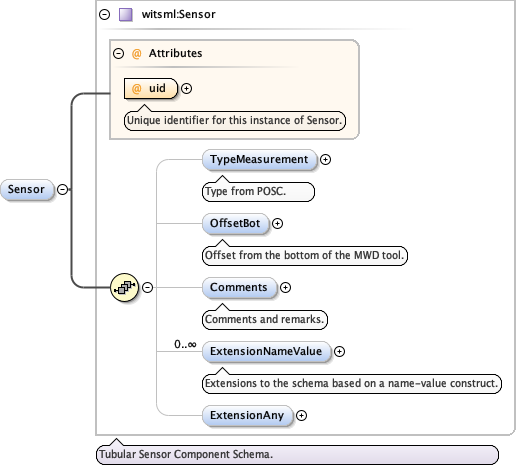 witsml:Sensor
@ Attributes
@ uid
Unique identifier for this instance of Sensor.
Sensor
TypeMeasurement
Type from POSC.
OffsetBot
Offset from the bottom of the MWD tool.
Comments
Comments and remarks.
0..∞
ExtensionNameValue
Extensions to the schema based on a name-value construct.
ExtensionAny
Tubular Sensor Component Schema.